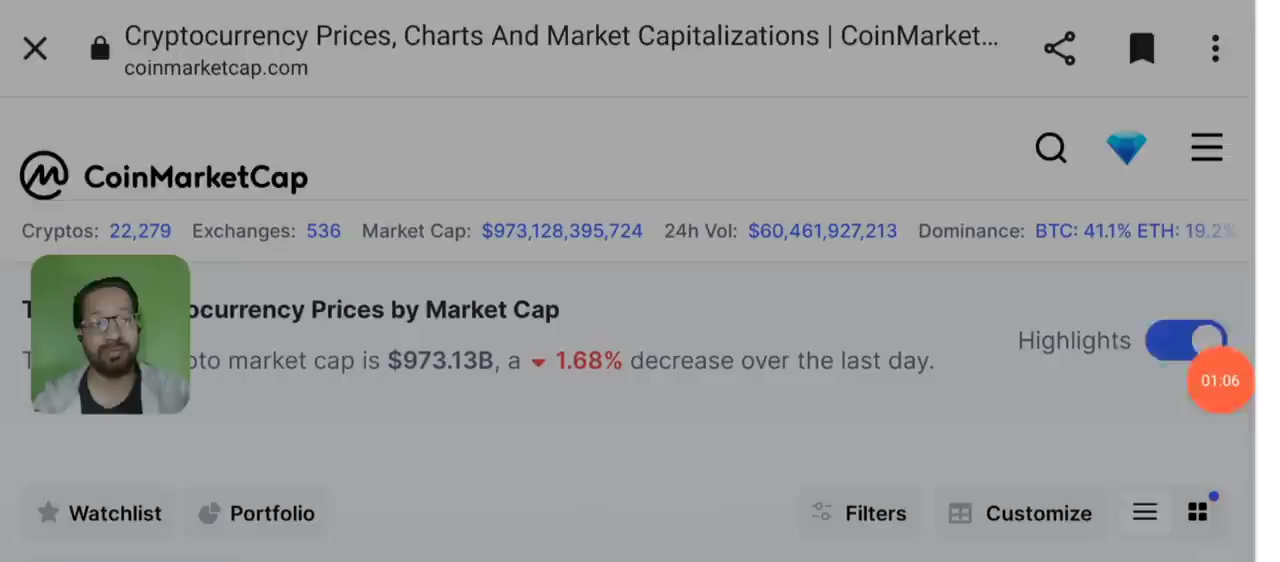 Cryptocurrency Prices, Charts And Market Capitalizations | CoinMarket...
coinmarketcap.com
CoinMarketCap
Cryptos: 22,279 Exchanges: 536 Market Cap: $973,128,395,724 24h Vol: $60,461,927,213 Dominance: BTC: 41.1% ETH: 19.2%
ocurrency Prices by Market Cap
Highlights
pto market cap is $973.13B, a 1.68% decrease over the last day.
01:06
Watchlist Portfolio Filters Customize